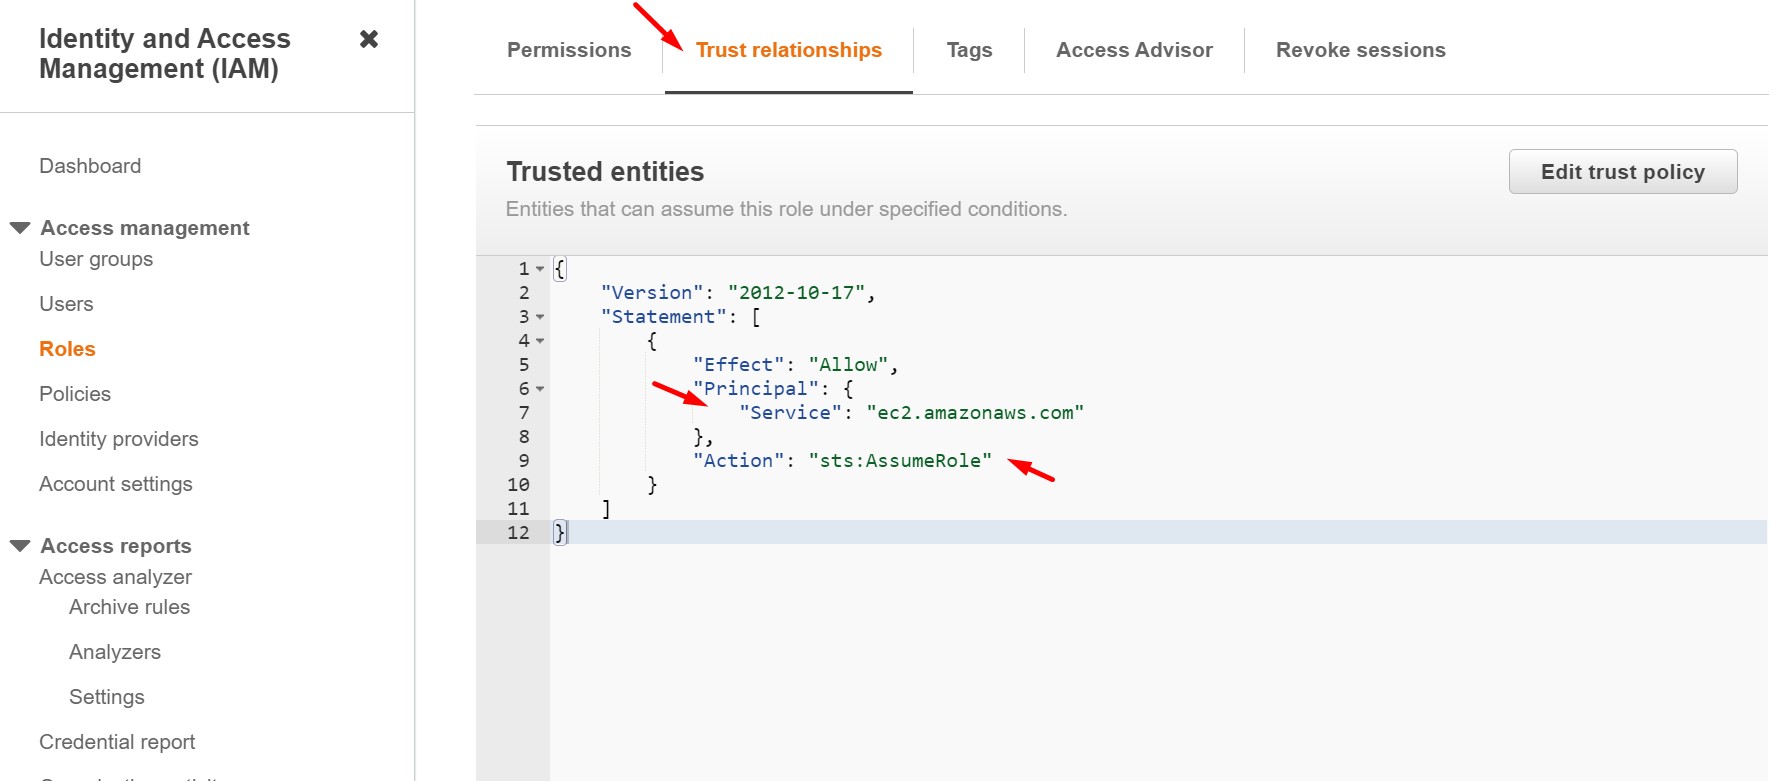 Identity and Access
Management (IAM)
Dashboard
Access management
User groups
Users
Roles
Policies
Identity providers
Account settings
Access reports
Access analyzer
Archive rules
Analyzers
Settings
Credential report
Permissions
Trust relationships
Tags
Access Advisor
Revoke sessions
Trusted entities
Edit trust policy
Entities that can assume this role under specified conditions.
1 {
2     "Version": "2012-10-17",
3     "Statement": [
4         {
5             "Effect": "Allow",
6             "Principal": {
7                 "Service": "ec2.amazonaws.com"
8             },
9             "Action": "sts:AssumeRole"
10         }
11     ]
12 }